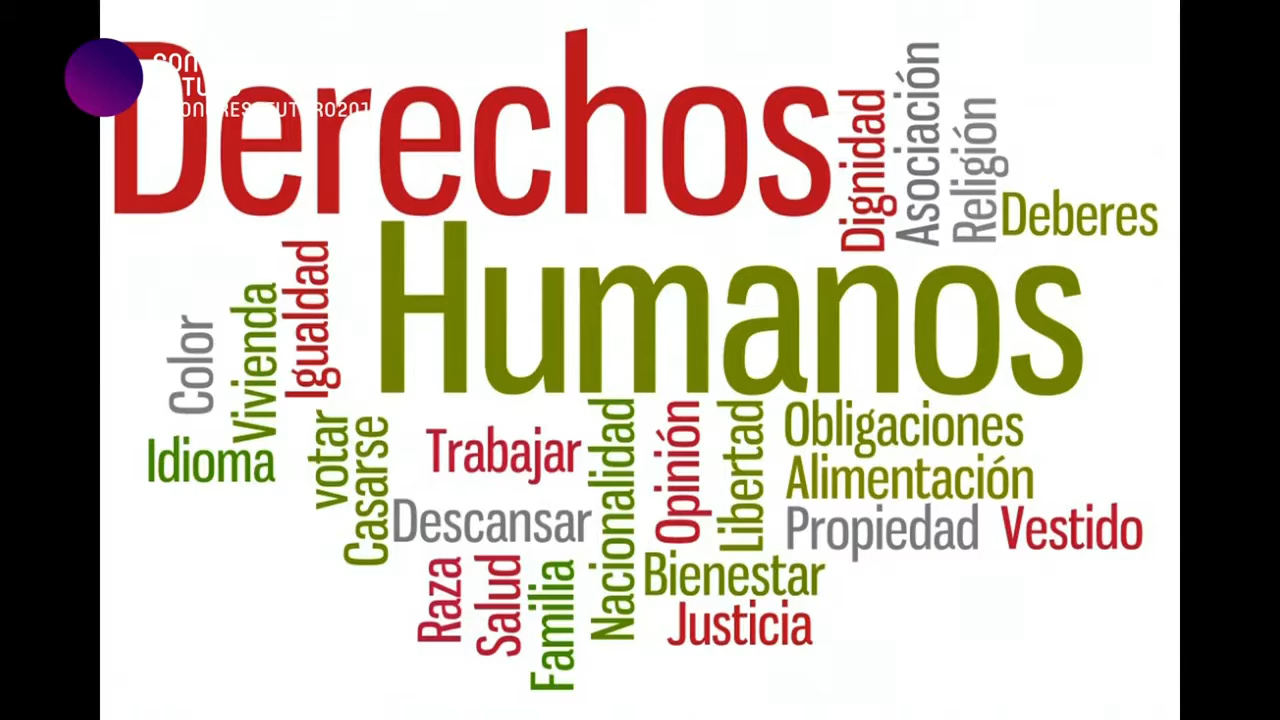 Derechos
Humanos
Dignidad
Asociación
Religión
Deberes
Igualdad
Vivienda
Color
Idioma
votar
Casarse
Trabajar
Descansar
Nacionalidad
Opinión
Libertad
Obligaciones
Alimentación
Propiedad
Vestido
Raza
Salud
Familia
Bienestar
Justicia